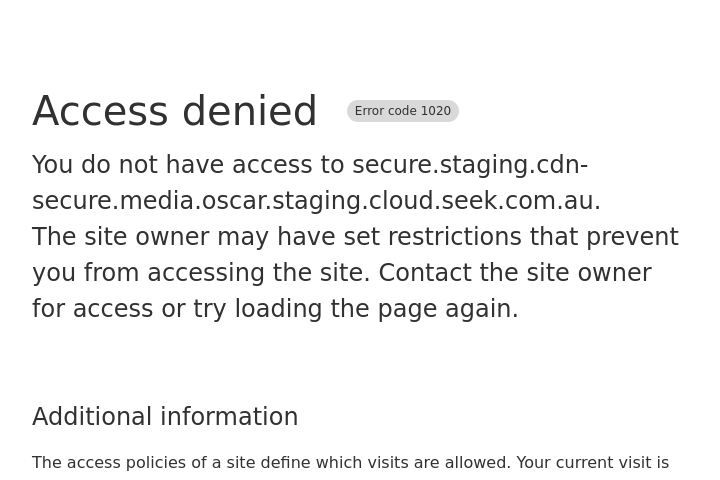 Access denied Error code 1020
You do not have access to secure.staging.cdn-
secure.media.oscar.staging.cloud.seek.com.au.
The site owner may have set restrictions that prevent
you from accessing the site. Contact the site owner
for access or try loading the page again.
Additional information
The access policies of a site define which visits are allowed. Your current visit is